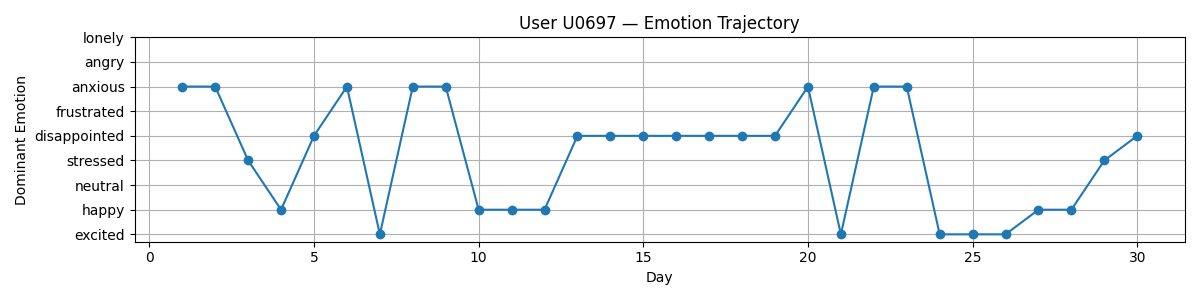 User U0697 — Emotion Trajectory
Dominant Emotion
lonely
angry
anxious
frustrated
disappointed
stressed
neutral
happy
excited
0 5 10 15 20 25 30
Day